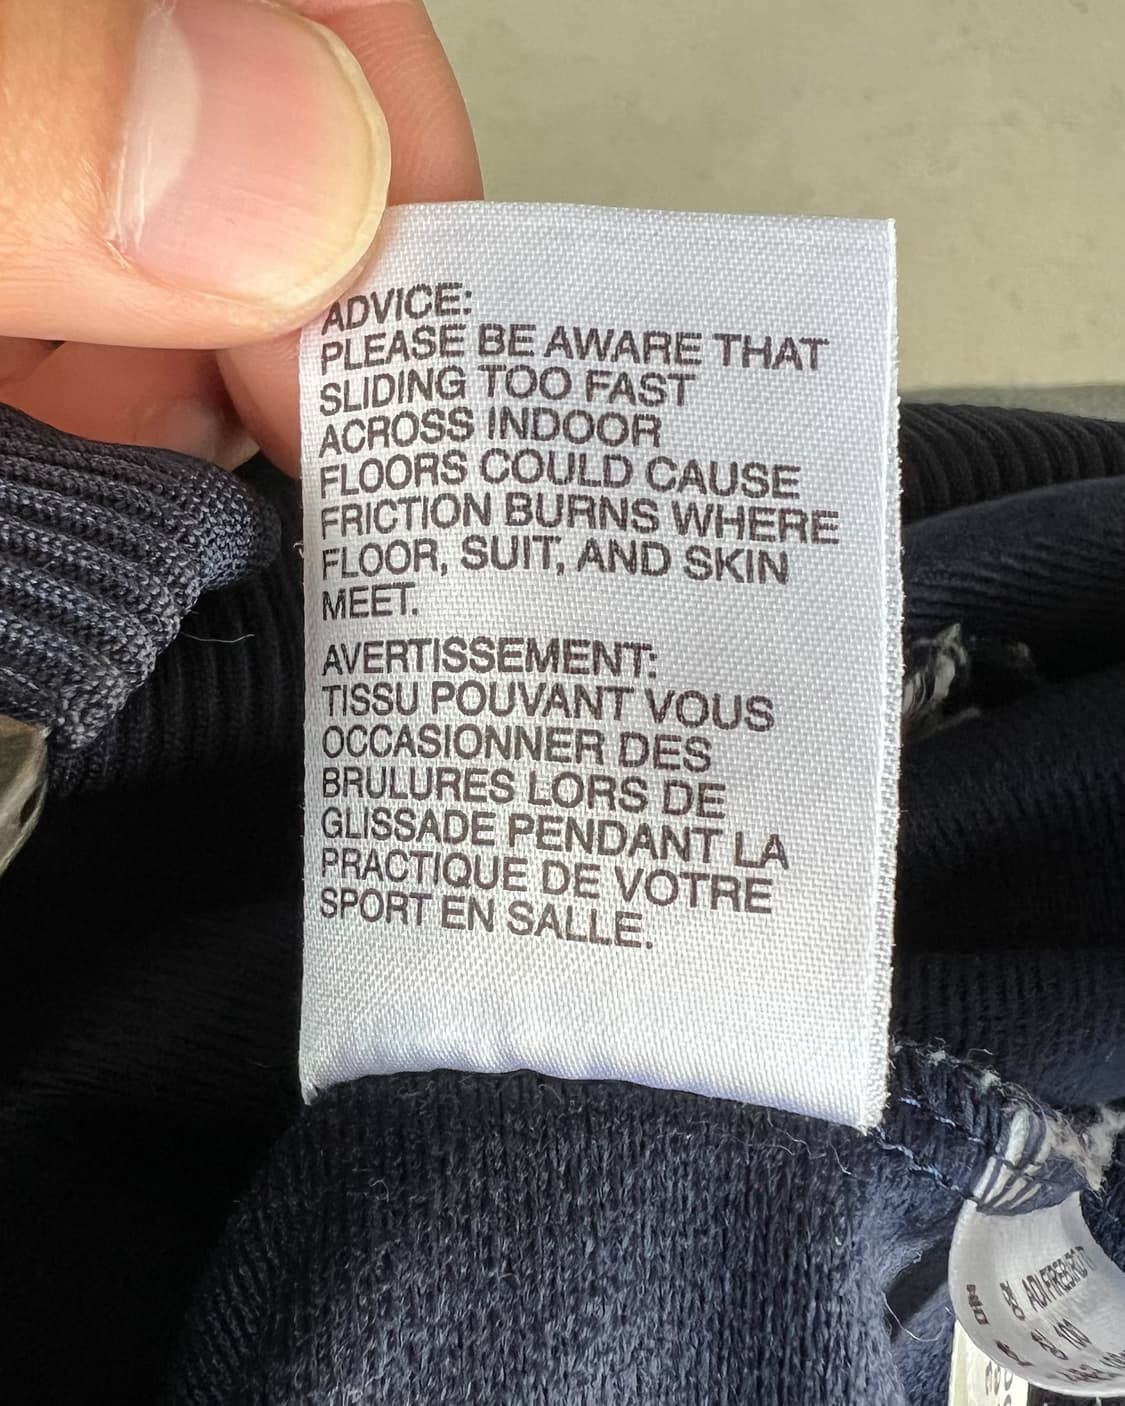 ADVICE:
PLEASE BE AWARE THAT
SLIDING TOO FAST
ACROSS INDOOR
FLOORS COULD CAUSE
FRICTION BURNS WHERE
FLOOR, SUIT, AND SKIN
MEET.
AVERTISSEMENT:
TISSU POUVANT VOUS
OCCASIONNER DES
BRULURES LORS DE
GLISSADE PENDANT LA
PRACTIQUE DE VOTRE
SPORT EN SALLE.
100